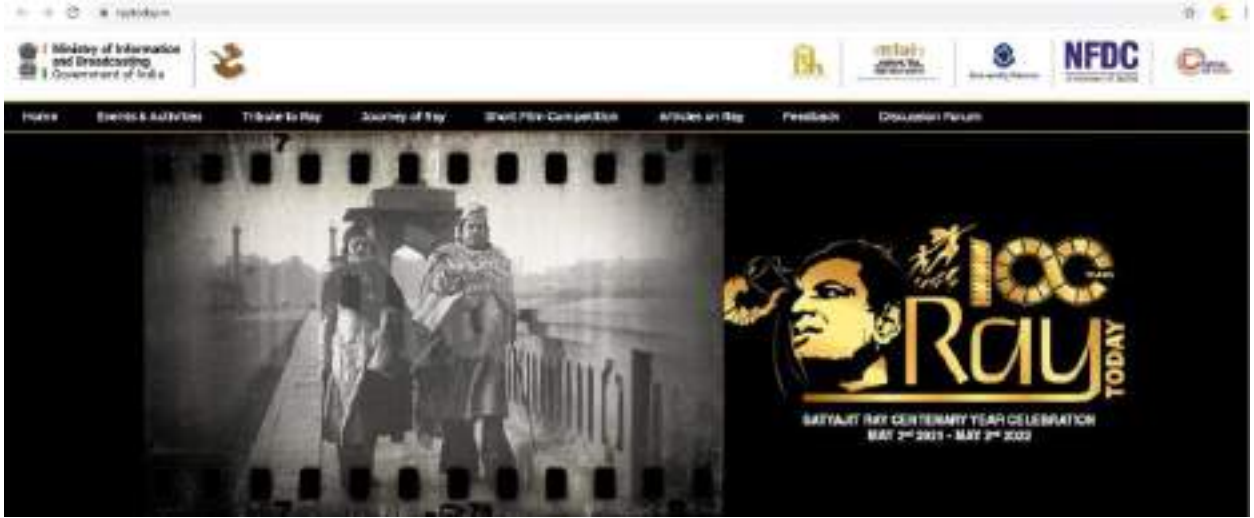 Ministry of Information
and Broadcasting
Government of India
NFDC
Home Events & Activities Tribute to Ray Journey of Ray Short Film Competition Articles on Ray Feedback Discussion Forum
7
100
YEARS
Ray
TODAY
SATYAJIT RAY CENTENARY YEAR CELEBRATION
MAY 2nd 2021 - MAY 2nd 2022
7